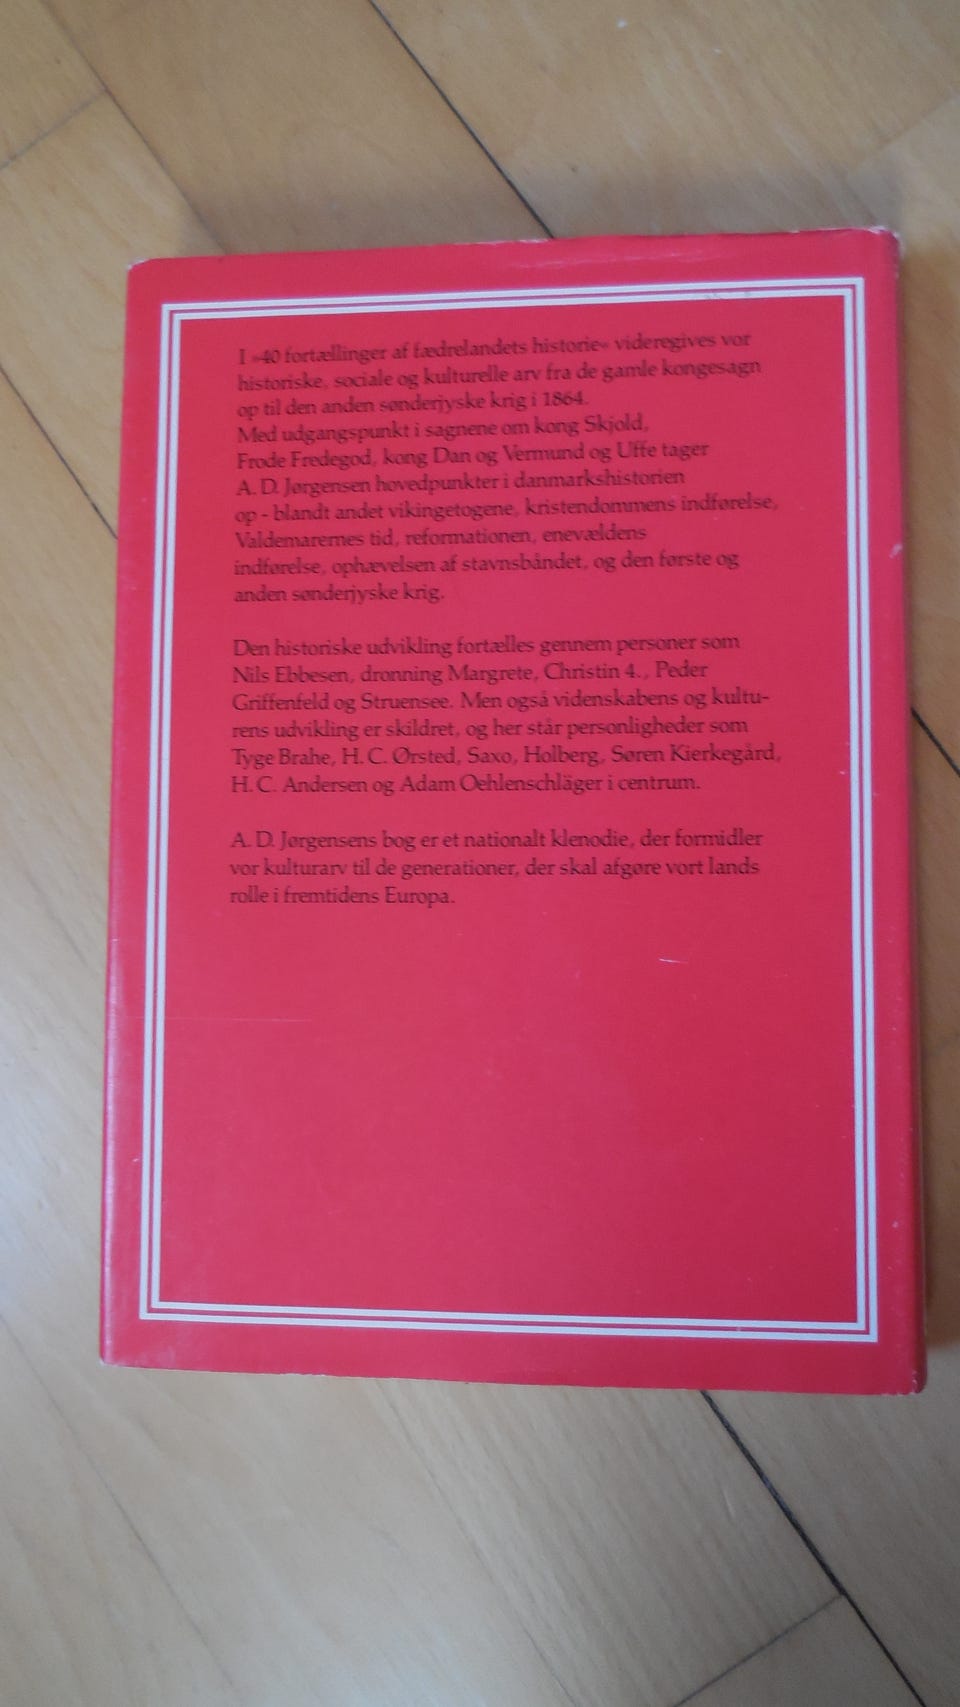 I »40 fortællinger af fædrelandets historie« videregives vor
historiske, sociale og kulturelle arv fra de gamle kongesagn
op til den anden sønderjyske krig i 1864.
Med udgangspunkt i sagnene om kong Skjold,
Frode Fredegod, kong Dan og Vermund og Uffe tager
A. D. Jørgensen hovedpunkter i danmarkshistorien
op - blandt andet vikingetogene, kristendommens indførelse,
Valdemarernes tid, reformationen, enevældens
indførelse, ophævelsen af stavnsbåndet, og den første og
anden sønderjyske krig.
Den historiske udvikling fortælles gennem personer som
Nils Ebbesen, dronning Margrete, Christin 4., Peder
Griffenfeld og Struensee. Men også videnskabens og kultu-
rens udvikling er skildret, og her står personligheder som
Tyge Brahe, H. C. Ørsted, Saxo, Holberg, Søren Kierkegård,
H. C. Andersen og Adam Oehlenschläger i centrum.
A. D. Jørgensens bog er et nationalt klenodie, der formidler
vor kulturarv til de generationer, der skal afgøre vort lands
rolle i fremtidens Europa.